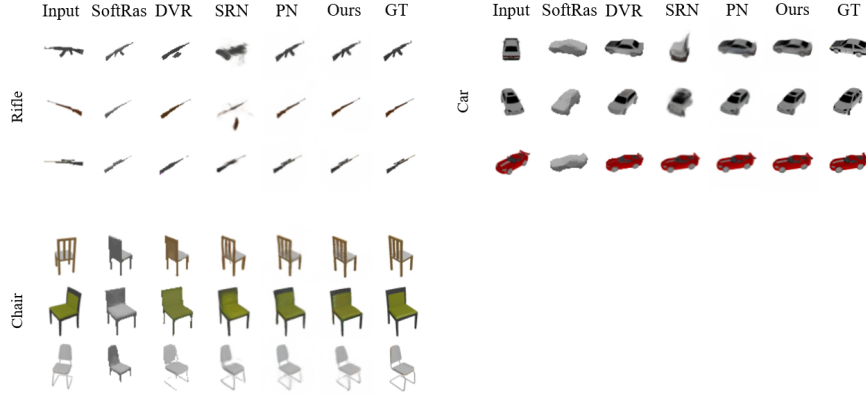 Input SoftRas DVR SRN PN Ours GT
Rifle
Chair
Input SoftRas DVR SRN PN Ours GT
Car